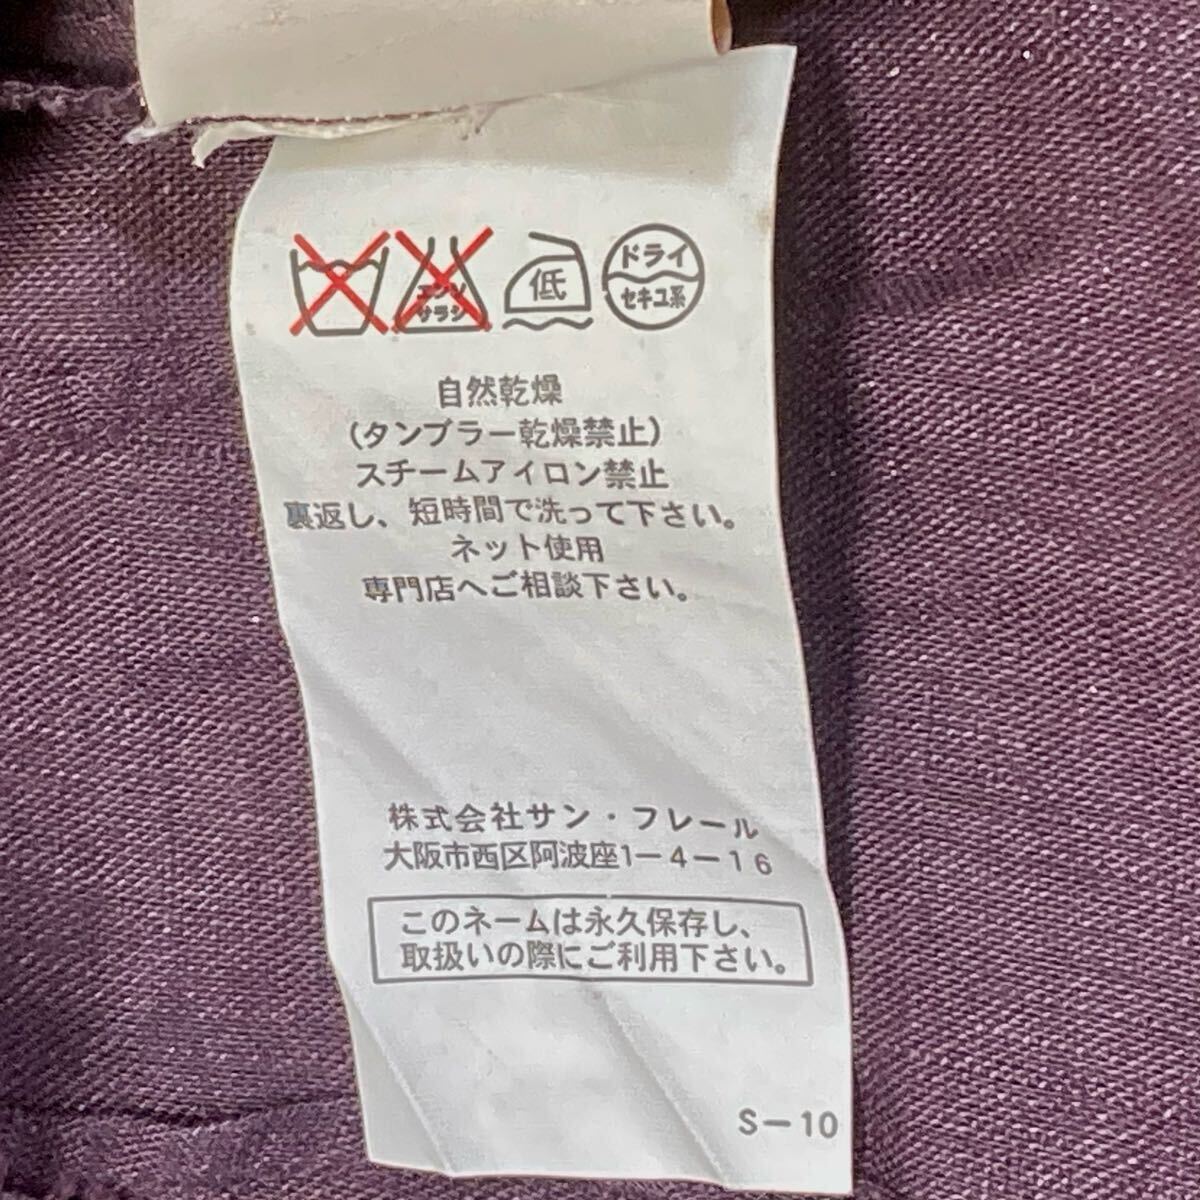 エンソ
サラシ
低
ドライ
セキユ系
自然乾燥
(タンブラー乾燥禁止)
スチームアイロン禁止
裏返し、短時間で洗って下さい。
ネット使用
専門店へご相談下さい。
株式会社サン・フレール
大阪市西区阿波座1-4-16
このネームは永久保存し、
取扱いの際にご利用下さい。
S-10